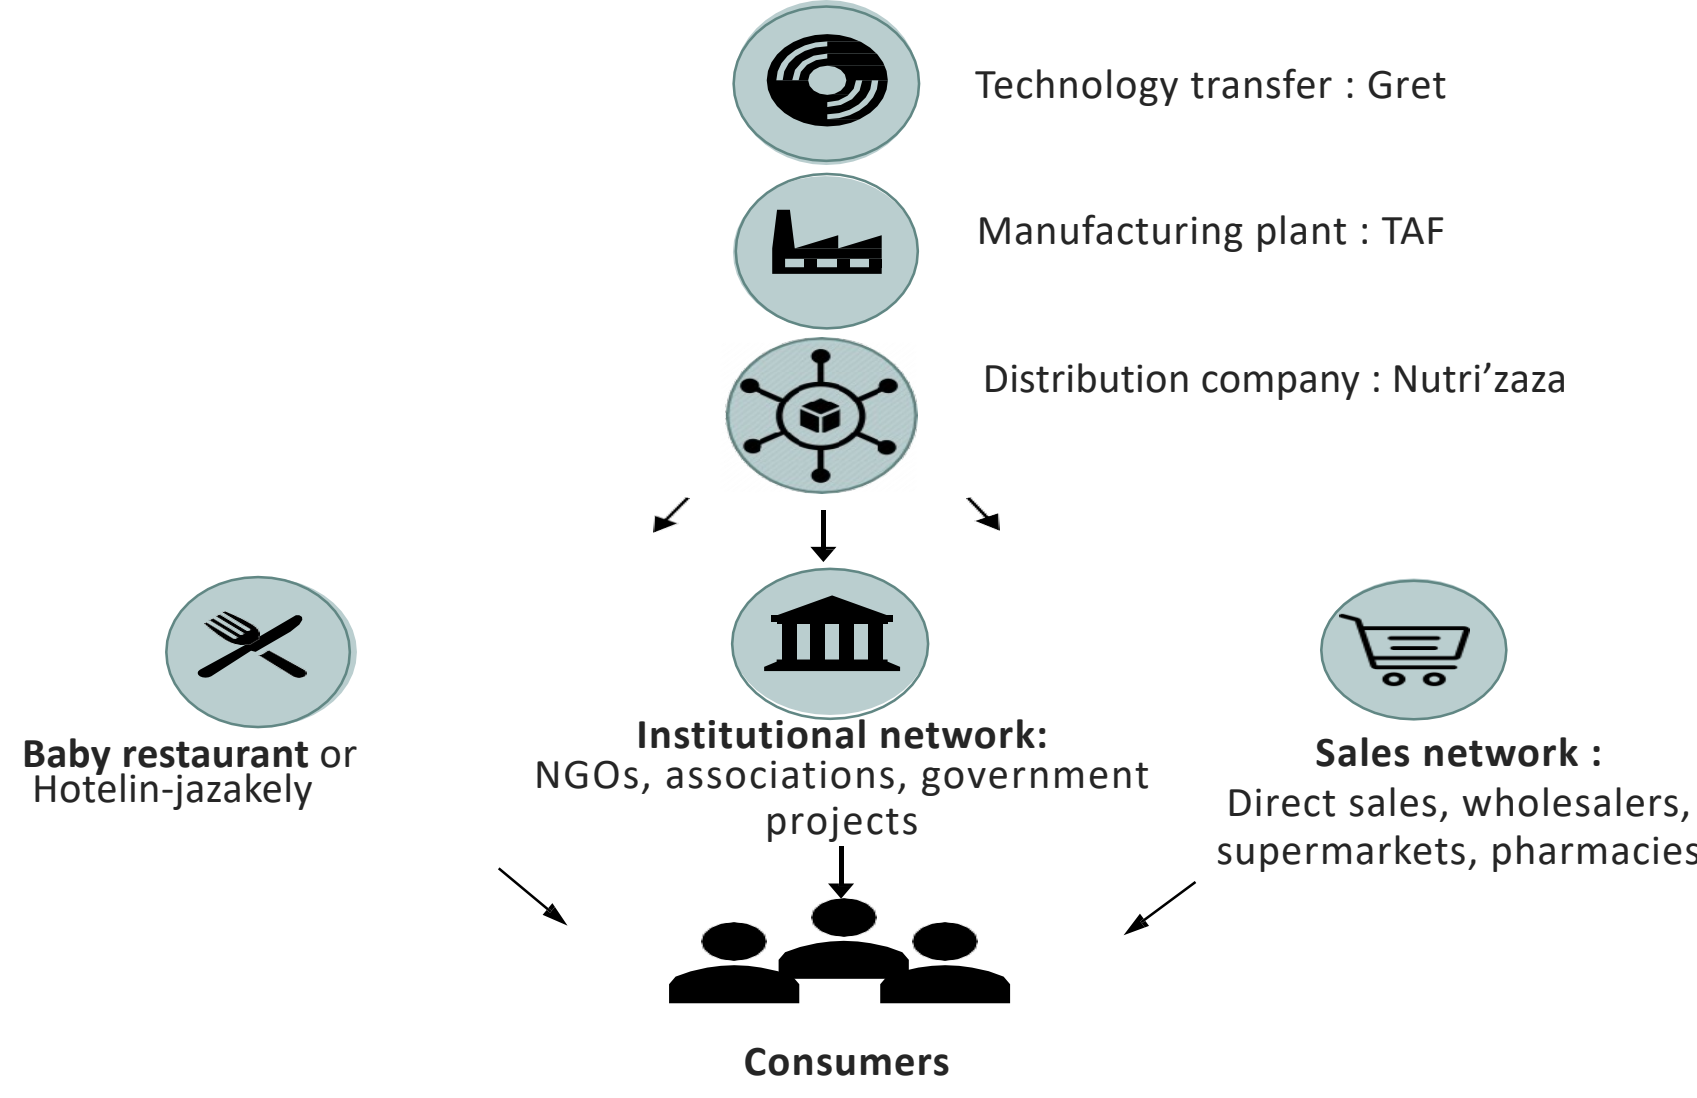 Technology transfer : Gret
Manufacturing plant : TAF
Distribution company : Nutri’zaza
Baby restaurant or
Hotelin-jazakely
Institutional network:
NGOs, associations, government
projects
Sales network :
Direct sales, wholesalers,
supermarkets, pharmacies
Consumers